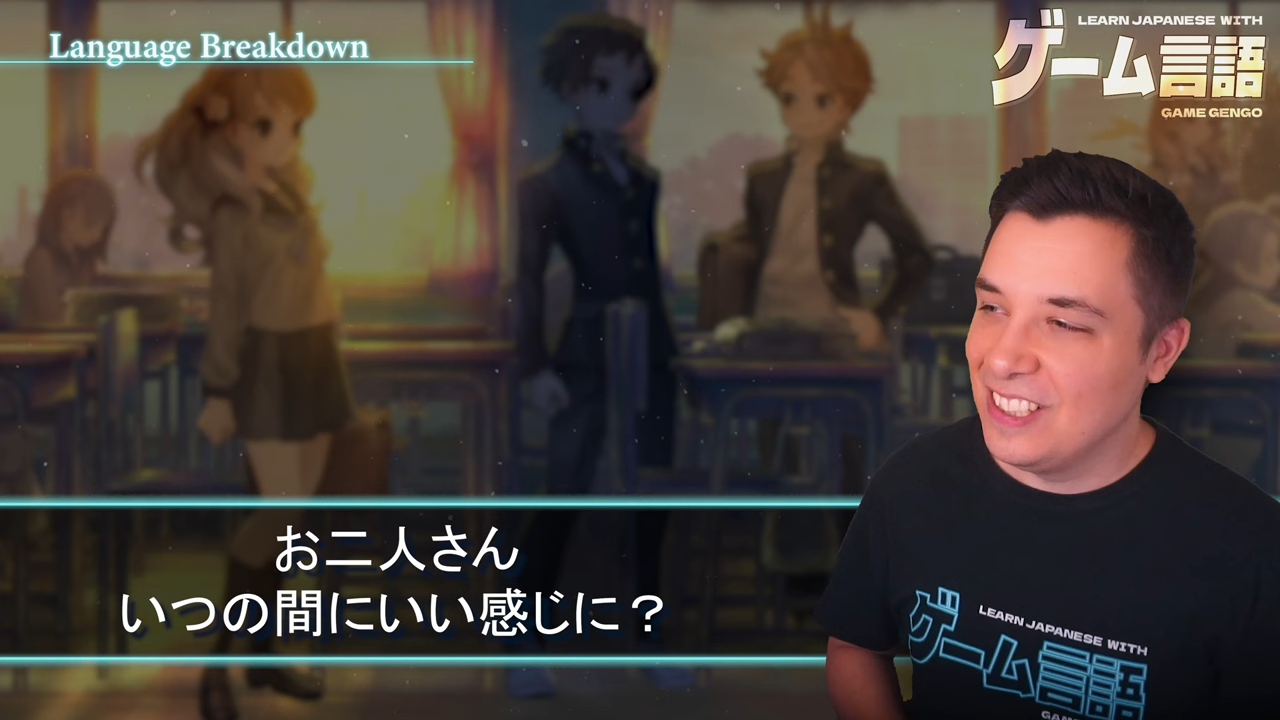 Language Breakdown
LEARN JAPANESE WITH
ゲーム言語
GAME GENGO
お二人さん
いつの間にいい感じに？
LEARN JAPANESE WITH
ゲーム言語